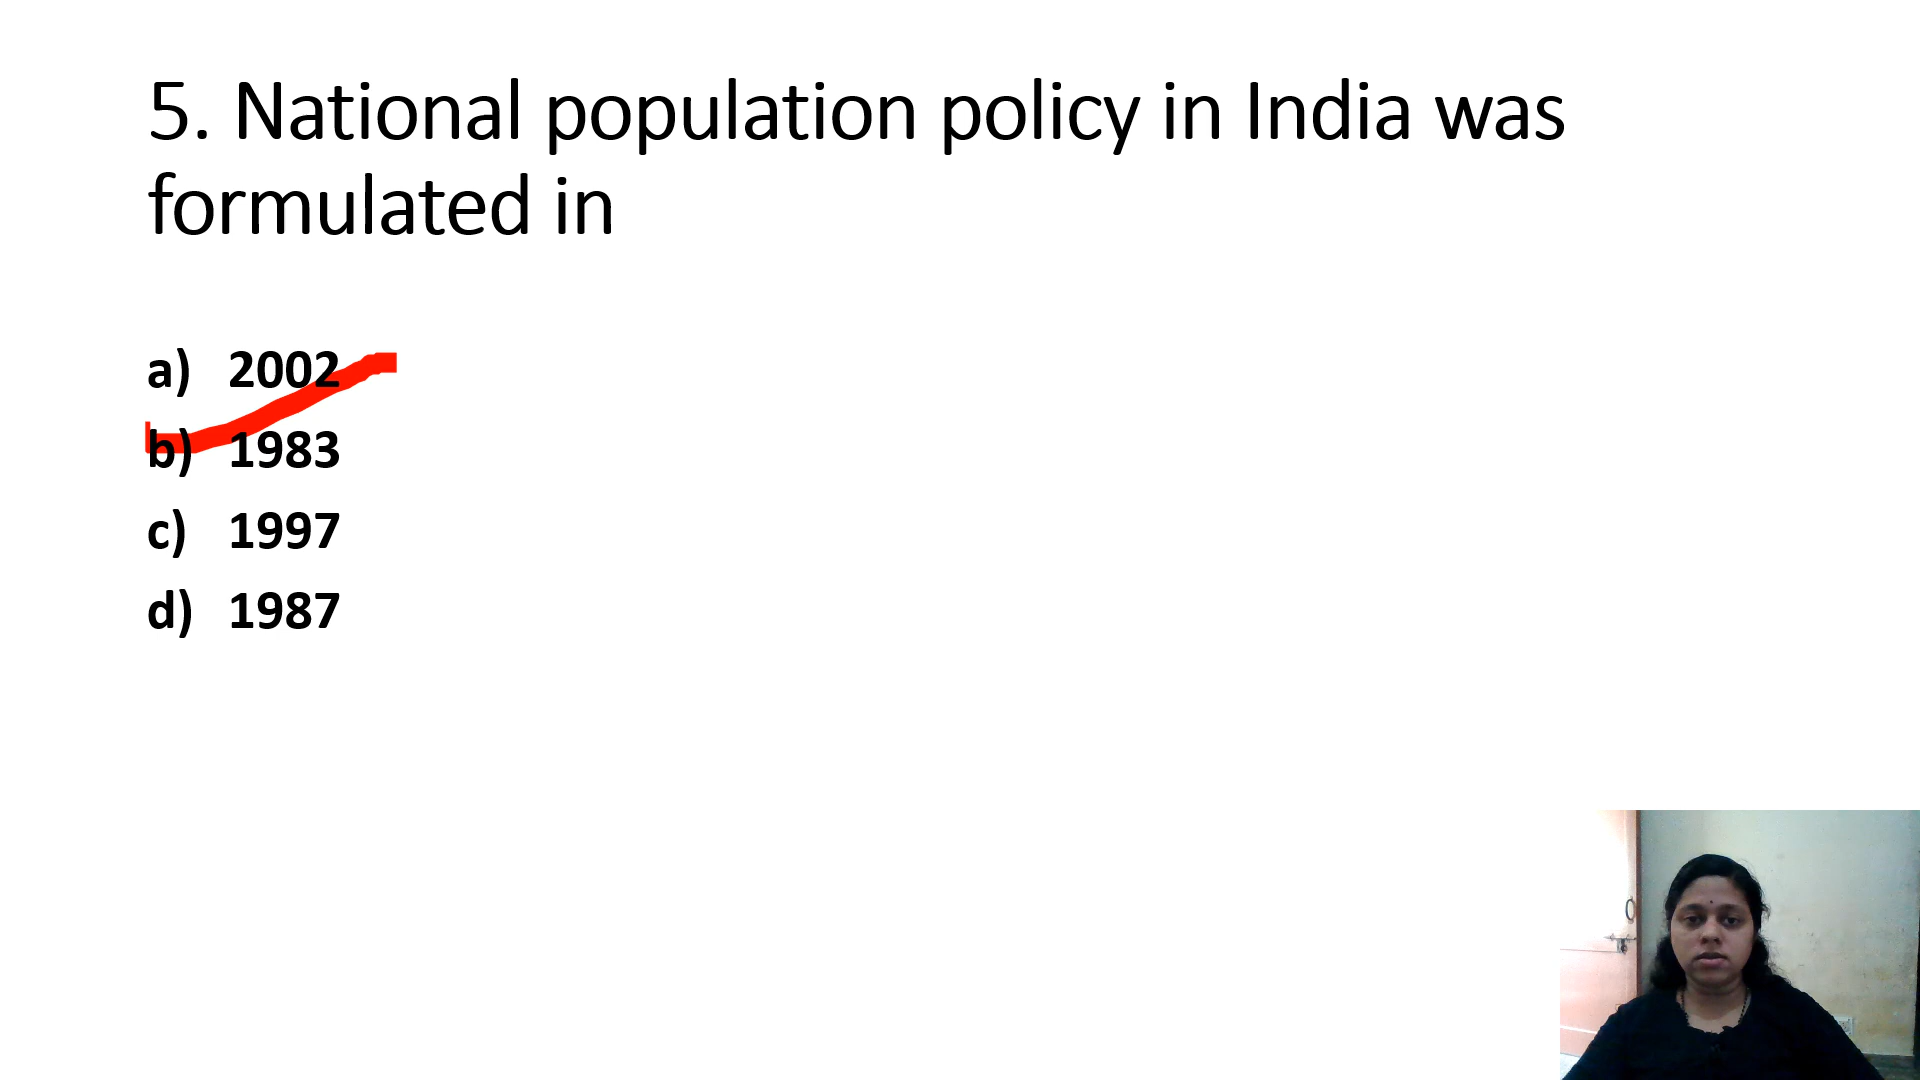 5. National population policy in India was
formulated in
a) 2002
b) 1983
c) 1997
d) 1987